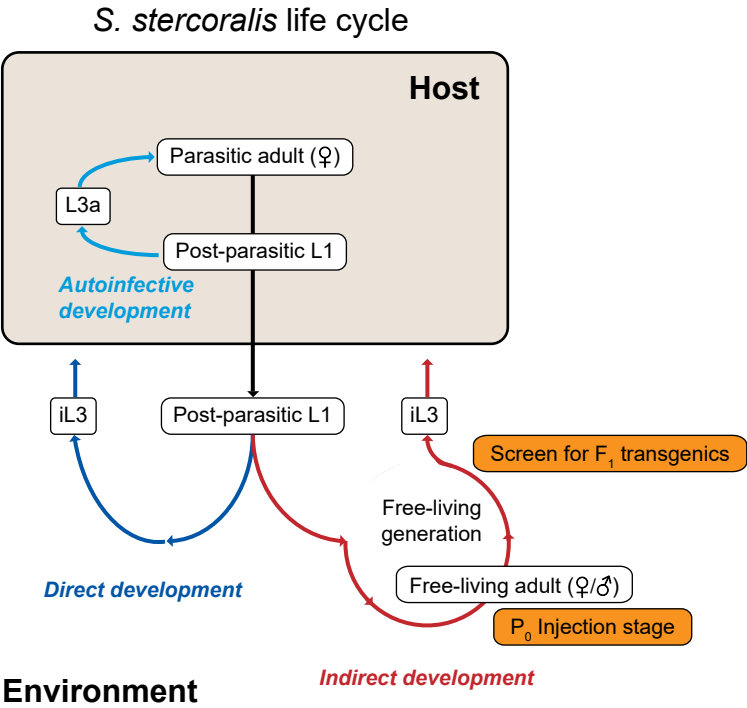 S. stercoralis life cycle
Host
Parasitic adult (♀)
L3a
Post-parasitic L1
Autoinfective
development
iL3
Post-parasitic L1
iL3
Screen for F₁ transgenics
Free-living
generation
Free-living adult (♀/♂)
Direct development
P₀ Injection stage
Indirect development
Environment